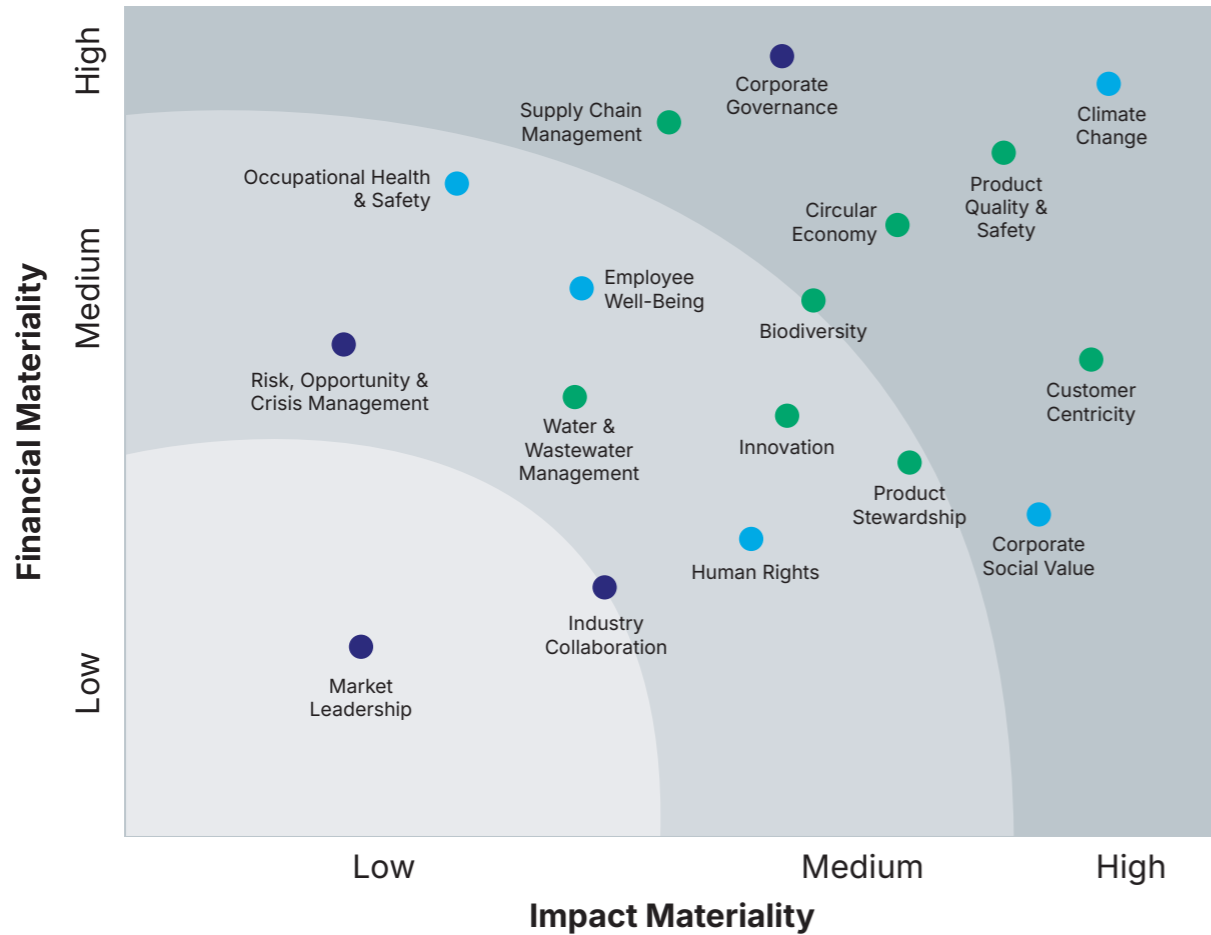 High
Medium
Low
Financial Materiality
Corporate
Governance
Climate
Change
Supply Chain
Management
Product
Quality &
Safety
Occupational Health
& Safety
Circular
Economy
Employee
Well-Being
Biodiversity
Risk, Opportunity &
Crisis Management
Customer
Centricity
Water &
Wastewater
Management
Innovation
Product
Stewardship
Corporate
Social Value
Human Rights
Industry
Collaboration
Market
Leadership
Low
Medium
High
Impact Materiality